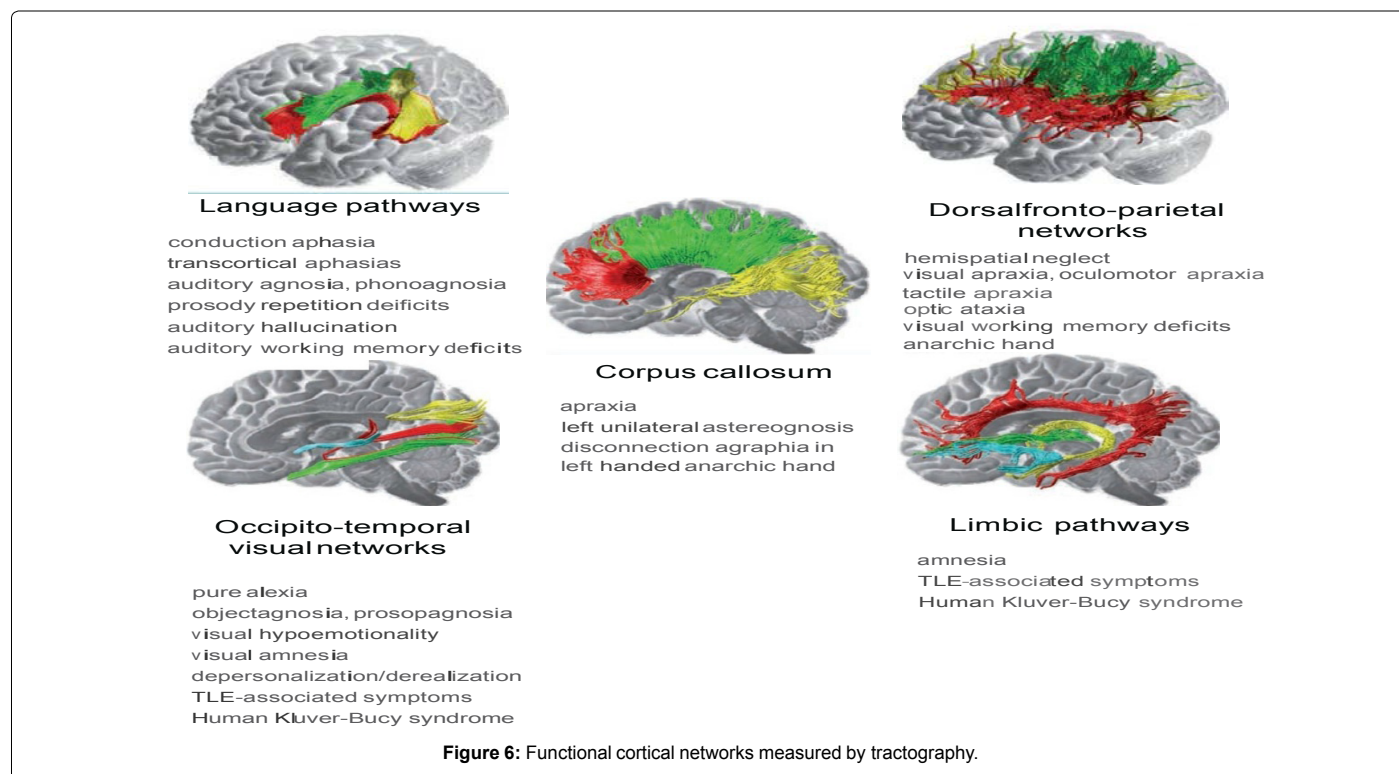 Language pathways
conduction aphasia
transcortical aphasias
auditory agnosia, phonoagnosia
prosody repetition deificits
auditory hallucination
auditory working memory deficits
Occipito-temporal
visual networks
pure alexia
objectagnosia, prosopagnosia
visual hypoemotionality
visual amnesia
depersonalization/derealization
TLE-associated symptoms
Human Kluver-Bucy syndrome
Corpus callosum
apraxia
left unilateral astereognosis
disconnection agraphia in
left handed anarchic hand
Dorsalfronto-parietal
networks
hemispatial neglect
visual apraxia, oculomotor apraxia
tactile apraxia
optic ataxia
visual working memory deficits
anarchic hand
Limbic pathways
amnesia
TLE-associated symptoms
Human Kluver-Bucy syndrome
Figure 6: Functional cortical networks measured by tractography.